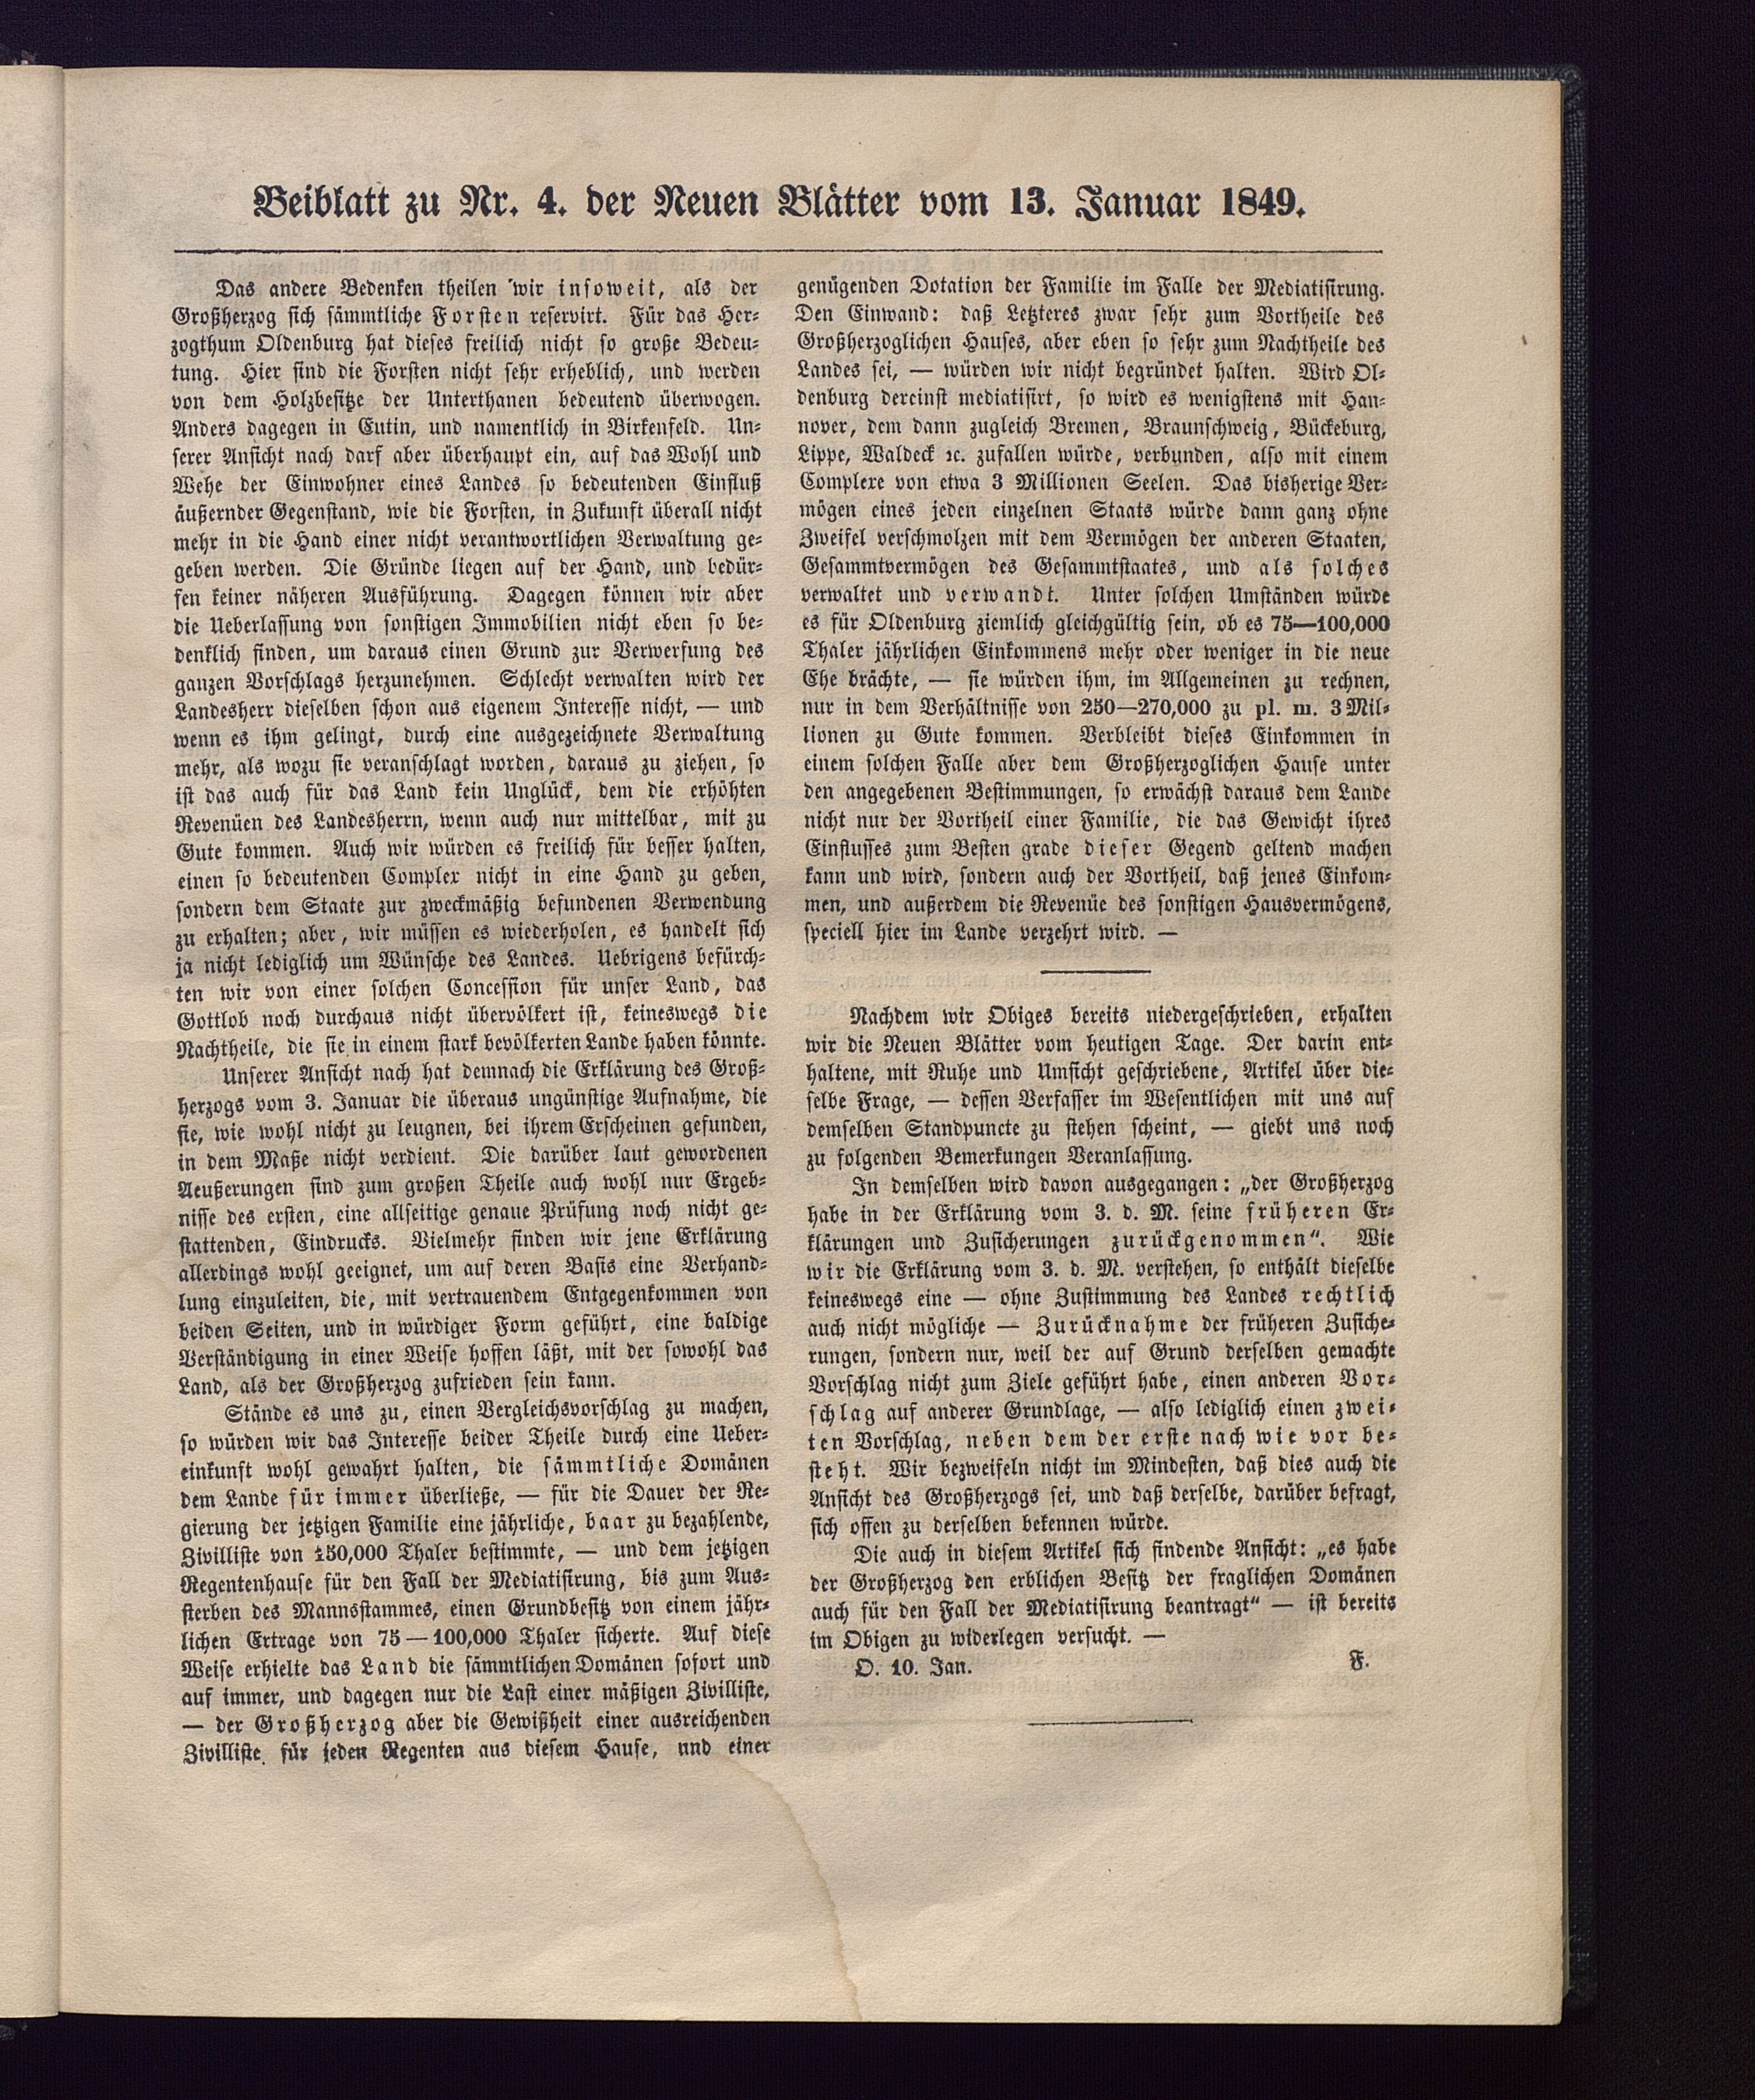 Beiblatt zu Nr. 4. der Neuen Blätter vom 13. Januar 1849.
Das andere Bedenken theilen wir insoweit, als der
Großherzog sich sämmtliche Forsten reservirt. Für das Her-
zogthum Oldenburg hat dieses freilich nicht so große Bedeu-
tung. Hier sind die Forsten nicht sehr erheblich, und werden
von dem Holzbesitze der Unterthanen bedeutend überwogen.
Anders dagegen in Eutin, und namentlich in Birkenfeld. Un-
serer Ansicht nach darf aber überhaupt ein, auf das Wohl und
Wehe der Einwohner eines Landes so bedeutenden Einfluß
äußernder Gegenstand, wie die Forsten, in Zukunft überall nicht
mehr in die Hand einer nicht verantwortlichen Verwaltung ge-
geben werden. Die Gründe liegen auf der Hand, und bedür-
fen keiner näheren Ausführung. Dagegen können wir aber
die Ueberlassung von sonstigen Immobilien nicht eben so be-
denklich finden, um daraus einen Grund zur Verwerfung des
ganzen Vorschlags herzunehmen. Schlecht verwalten wird der
Landesherr dieselben schon aus eigenem Interesse nicht, — und
wenn es ihm gelingt, durch eine ausgezeichnete Verwaltung
mehr, als wozu sie veranschlagt worden, daraus zu ziehen, so
ist das auch für das Land kein Unglück, dem die erhöhten
Revenüen des Landesherrn, wenn auch nur mittelbar, mit zu
Gute kommen. Auch wir würden es freilich für besser halten,
einen so bedeutenden Complex nicht in eine Hand zu geben,
sondern dem Staate zur zweckmäßig befundenen Verwendung
zu erhalten; aber, wir müssen es wiederholen, es handelt sich
ja nicht lediglich um Wünsche des Landes. Uebrigens befürch-
ten wir von einer solchen Concession für unser Land, das
Gottlob noch durchaus nicht übervölkert ist, keineswegs die
Nachtheile, die sie in einem stark bevölkerten Lande haben könnte.
Unserer Ansicht nach hat demnach die Erklärung des Groß-
herzogs vom 3. Januar die überaus ungünstige Aufnahme, die
sie, wie wohl nicht zu leugnen, bei ihrem Erscheinen gefunden,
in dem Maße nicht verdient. Die darüber laut gewordenen
Aeußerungen sind zum großen Theile auch wohl nur Ergeb-
nisse des ersten, eine allseitige genaue Prüfung noch nicht ge-
stattenden, Eindrucks. Vielmehr finden wir jene Erklärung
allerdings wohl geeignet, um auf deren Basis eine Verhand-
lung einzuleiten, die, mit vertrauendem Entgegenkommen von
beiden Seiten, und in würdiger Form geführt, eine baldige
Verständigung in einer Weise hoffen läßt, mit der sowohl das
Land, als der Großherzog zufrieden sein kann.
Stände es uns zu, einen Vergleichsvorschlag zu machen,
so würden wir das Interesse beider Theile durch eine Ueber-
einkunft wohl gewahrt halten, die sämmtliche Domänen
dem Lande für immer überließe, — für die Dauer der Re-
gierung der jetzigen Familie eine jährliche, baar zu bezahlende,
Zivilliste von 150,000 Thaler bestimmte, — und dem jetzigen
Regentenhause für den Fall der Mediatisirung, bis zum Aus-
sterben des Mannsstammes, einen Grundbesitz von einem jähr-
lichen Ertrage von 75—100,000 Thaler sicherte. Auf diese
Weise erhielte das Land die sämmtlichen Domänen sofort und
auf immer, und dagegen nur die Last einer mäßigen Zivilliste,
— der Großherzog aber die Gewißheit einer ausreichenden
Zivilliste für jeden Regenten aus diesem Hause, und einer
genügenden Dotation der Familie im Falle der Mediatisirung.
Den Einwand: daß Letzteres zwar sehr zum Vortheile des
Großherzoglichen Hauses, aber eben so sehr zum Nachtheile des
Landes sei, — würden wir nicht begründet halten. Wird Ol-
denburg dereinst mediatisirt, so wird es wenigstens mit Han-
nover, dem dann zugleich Bremen, Braunschweig, Bückeburg,
Lippe, Waldeck ꝛc. zufallen würde, verbunden, also mit einem
Complexe von etwa 3 Millionen Seelen. Das bisherige Ver-
mögen eines jeden einzelnen Staats würde dann ganz ohne
Zweifel verschmolzen mit dem Vermögen der anderen Staaten,
Gesammtvermögen des Gesammtstaates, und als solches
verwaltet und verwandt. Unter solchen Umständen würde
es für Oldenburg ziemlich gleichgültig sein, ob es 75—100,000
Thaler jährlichen Einkommens mehr oder weniger in die neue
Ehe brächte, — sie würden ihm, im Allgemeinen zu rechnen,
nur in dem Verhältnisse von 250—270,000 zu pl. m. 3 Mil-
lionen zu Gute kommen. Verbleibt dieses Einkommen in
einem solchen Falle aber dem Großherzoglichen Hause unter
den angegebenen Bestimmungen, so erwächst daraus dem Lande
nicht nur der Vortheil einer Familie, die das Gewicht ihres
Einflusses zum Besten grade dieser Gegend geltend machen
kann und wird, sondern auch der Vortheil, daß jenes Einkom-
men, und außerdem die Revenüe des sonstigen Hausvermögens,
speciell hier im Lande verzehrt wird. —
Nachdem wir Obiges bereits niedergeschrieben, erhalten
wir die Neuen Blätter vom heutigen Tage. Der darin ent-
haltene, mit Ruhe und Umsicht geschriebene, Artikel über die-
selbe Frage, — dessen Verfasser im Wesentlichen mit uns auf
demselben Standpuncte zu stehen scheint, — giebt uns noch
zu folgenden Bemerkungen Veranlassung.
In demselben wird davon ausgegangen: „der Großherzog
habe in der Erklärung vom 3. d. M. seine früheren Er-
klärungen und Zusicherungen zurückgenommen“. Wie
wir die Erklärung vom 3. d. M. verstehen, so enthält dieselbe
keineswegs eine — ohne Zustimmung des Landes rechtlich
auch nicht mögliche — Zurücknahme der früheren Zusiche-
rungen, sondern nur, weil der auf Grund derselben gemachte
Vorschlag nicht zum Ziele geführt habe, einen anderen Vor-
schlag auf anderer Grundlage, — also lediglich einen zwei-
ten Vorschlag, neben dem der erste nach wie vor be-
steht. Wir bezweifeln nicht im Mindesten, daß dies auch die
Ansicht des Großherzogs sei, und daß derselbe, darüber befragt,
sich offen zu derselben bekennen würde.
Die auch in diesem Artikel sich findende Ansicht: „es habe
der Großherzog den erblichen Besitz der fraglichen Domänen
auch für den Fall der Mediatisirung beantragt“ — ist bereits
im Obigen zu widerlegen versucht. —
O. 10. Jan. F.